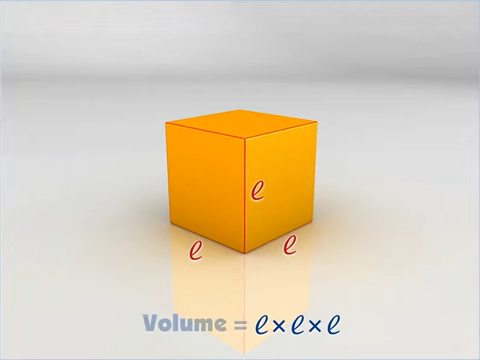 ℓ
ℓ ℓ
Volume = ℓ×ℓ×ℓ